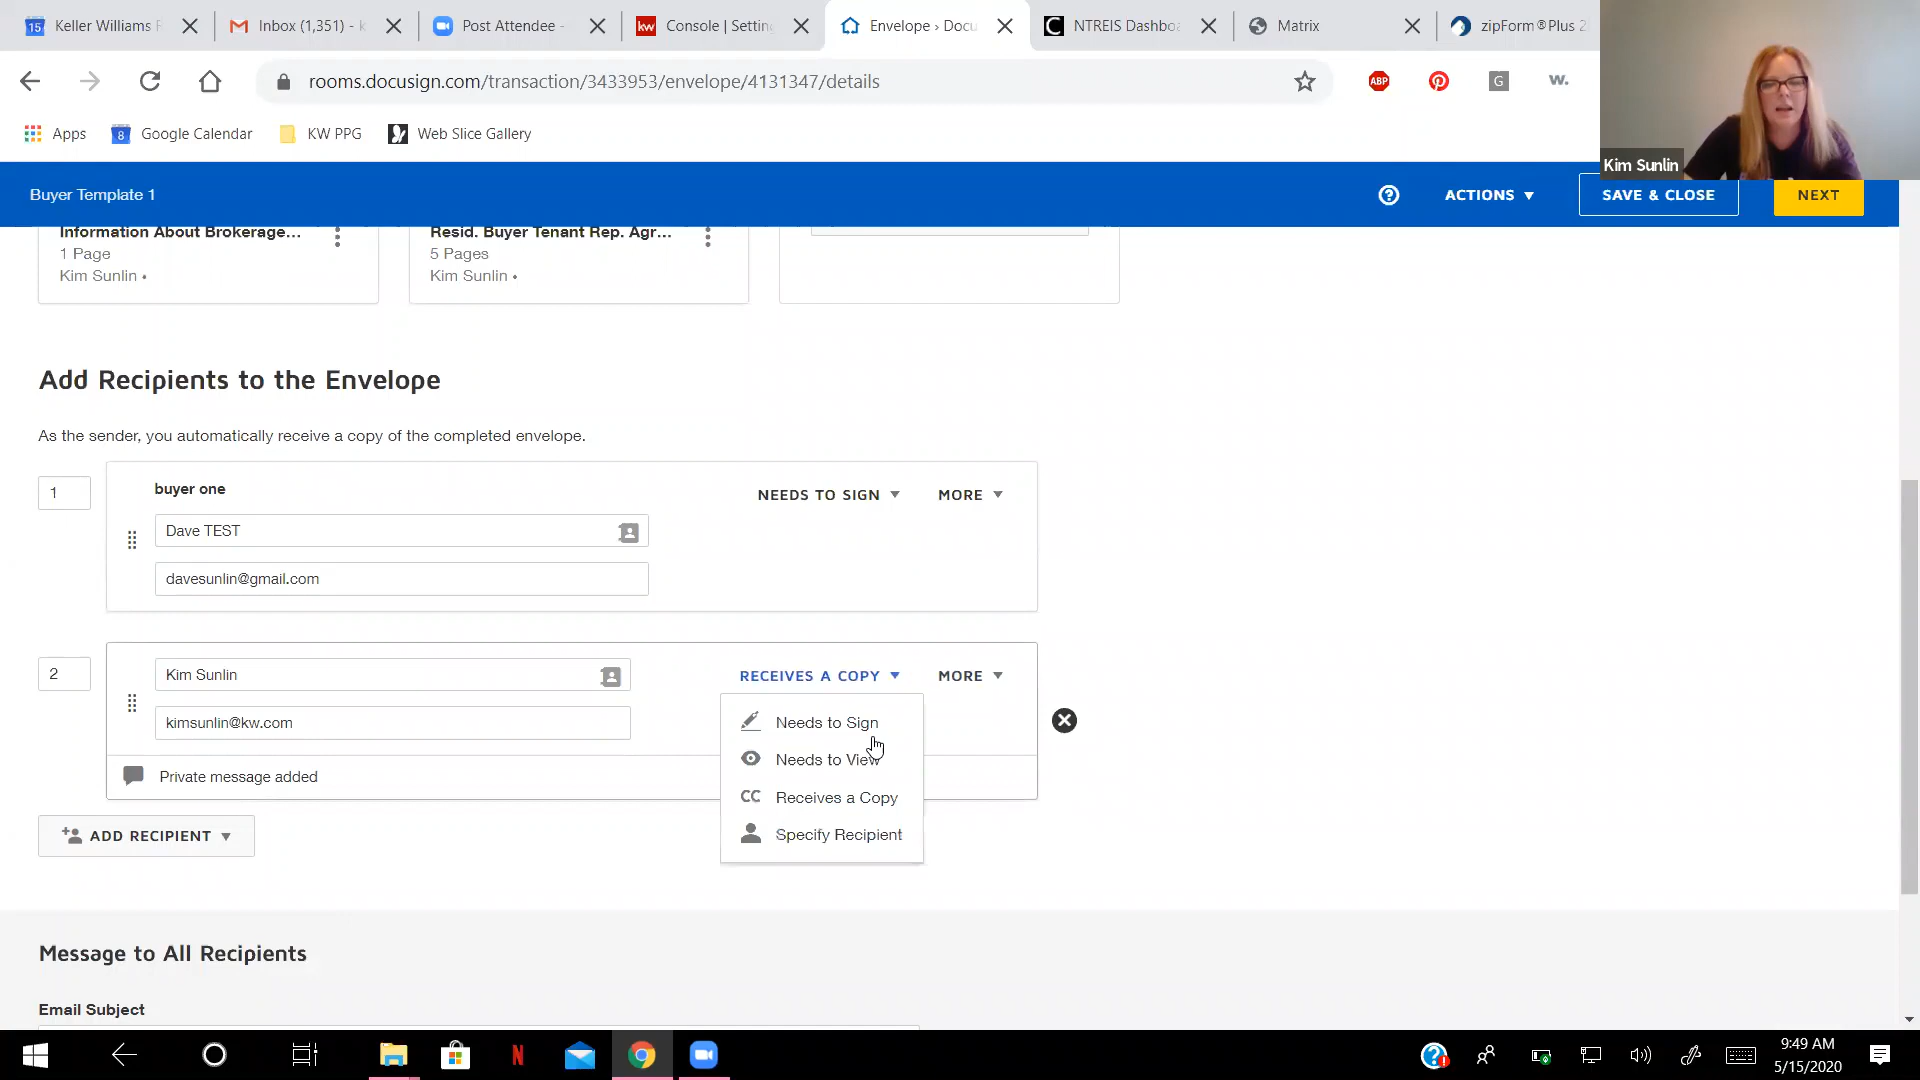 Keller Williams R
Inbox (1,351) - k
Post Attendee -
Console | Setting
Envelope › Docu
NTREIS Dashbo
Matrix
zipForm®Plus 2
rooms.docusign.com/transaction/3433953/envelope/4131347/details
ABP
G
w.
Apps
Google Calendar
KW PPG
Web Slice Gallery
Kim Sunlin
Buyer Template 1
ACTIONS
SAVE & CLOSE
NEXT
Information About Brokerage...
1 Page
Kim Sunlin •
Resid. Buyer Tenant Rep. Agr...
5 Pages
Kim Sunlin •
Add Recipients to the Envelope
As the sender, you automatically receive a copy of the completed envelope.
1
buyer one
NEEDS TO SIGN
MORE
Dave TEST
davesunlin@gmail.com
2
Kim Sunlin
RECEIVES A COPY
MORE
kimsunlin@kw.com
Needs to Sign
Needs to View
CC Receives a Copy
Specify Recipient
Private message added
ADD RECIPIENT
Message to All Recipients
Email Subject
9:49 AM
5/15/2020